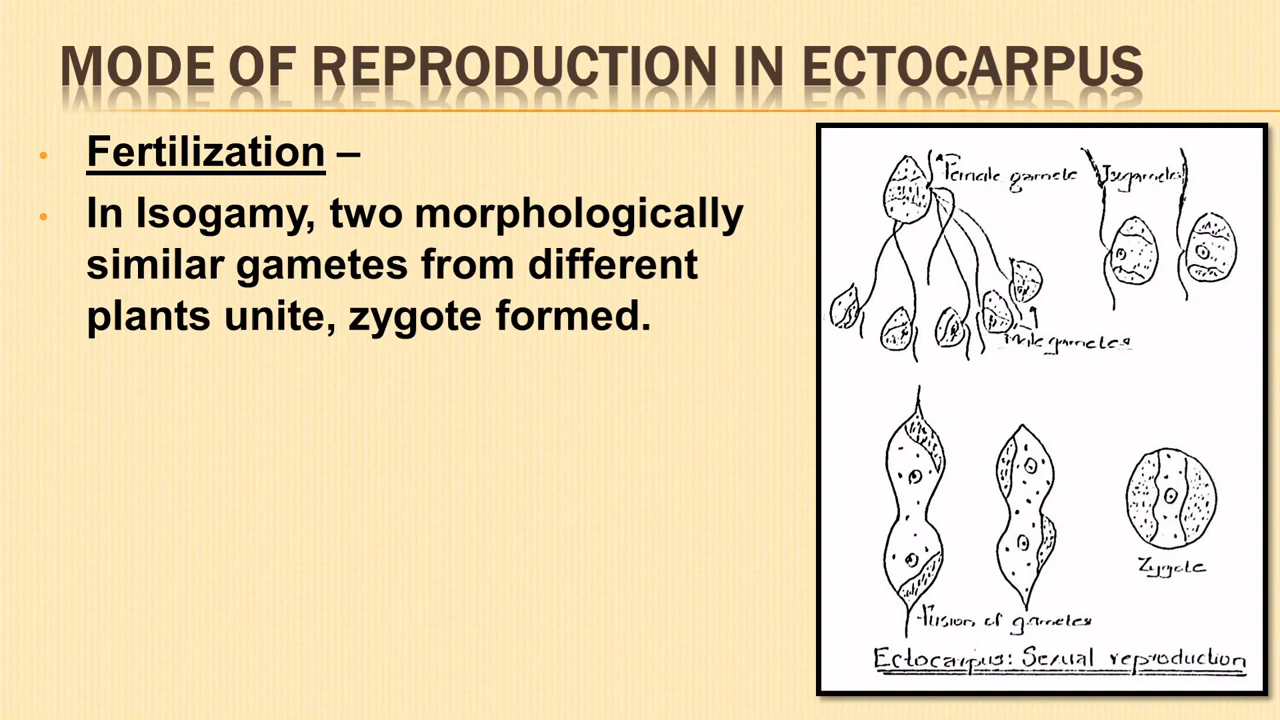 MODE OF REPRODUCTION IN ECTOCARPUS
• Fertilization –
• In Isogamy, two morphologically
similar gametes from different
plants unite, zygote formed.
Female gamete
Isogametes
Male gametes
Zygote
Fusion of gametes
Ectocarpus: Sexual reproduction